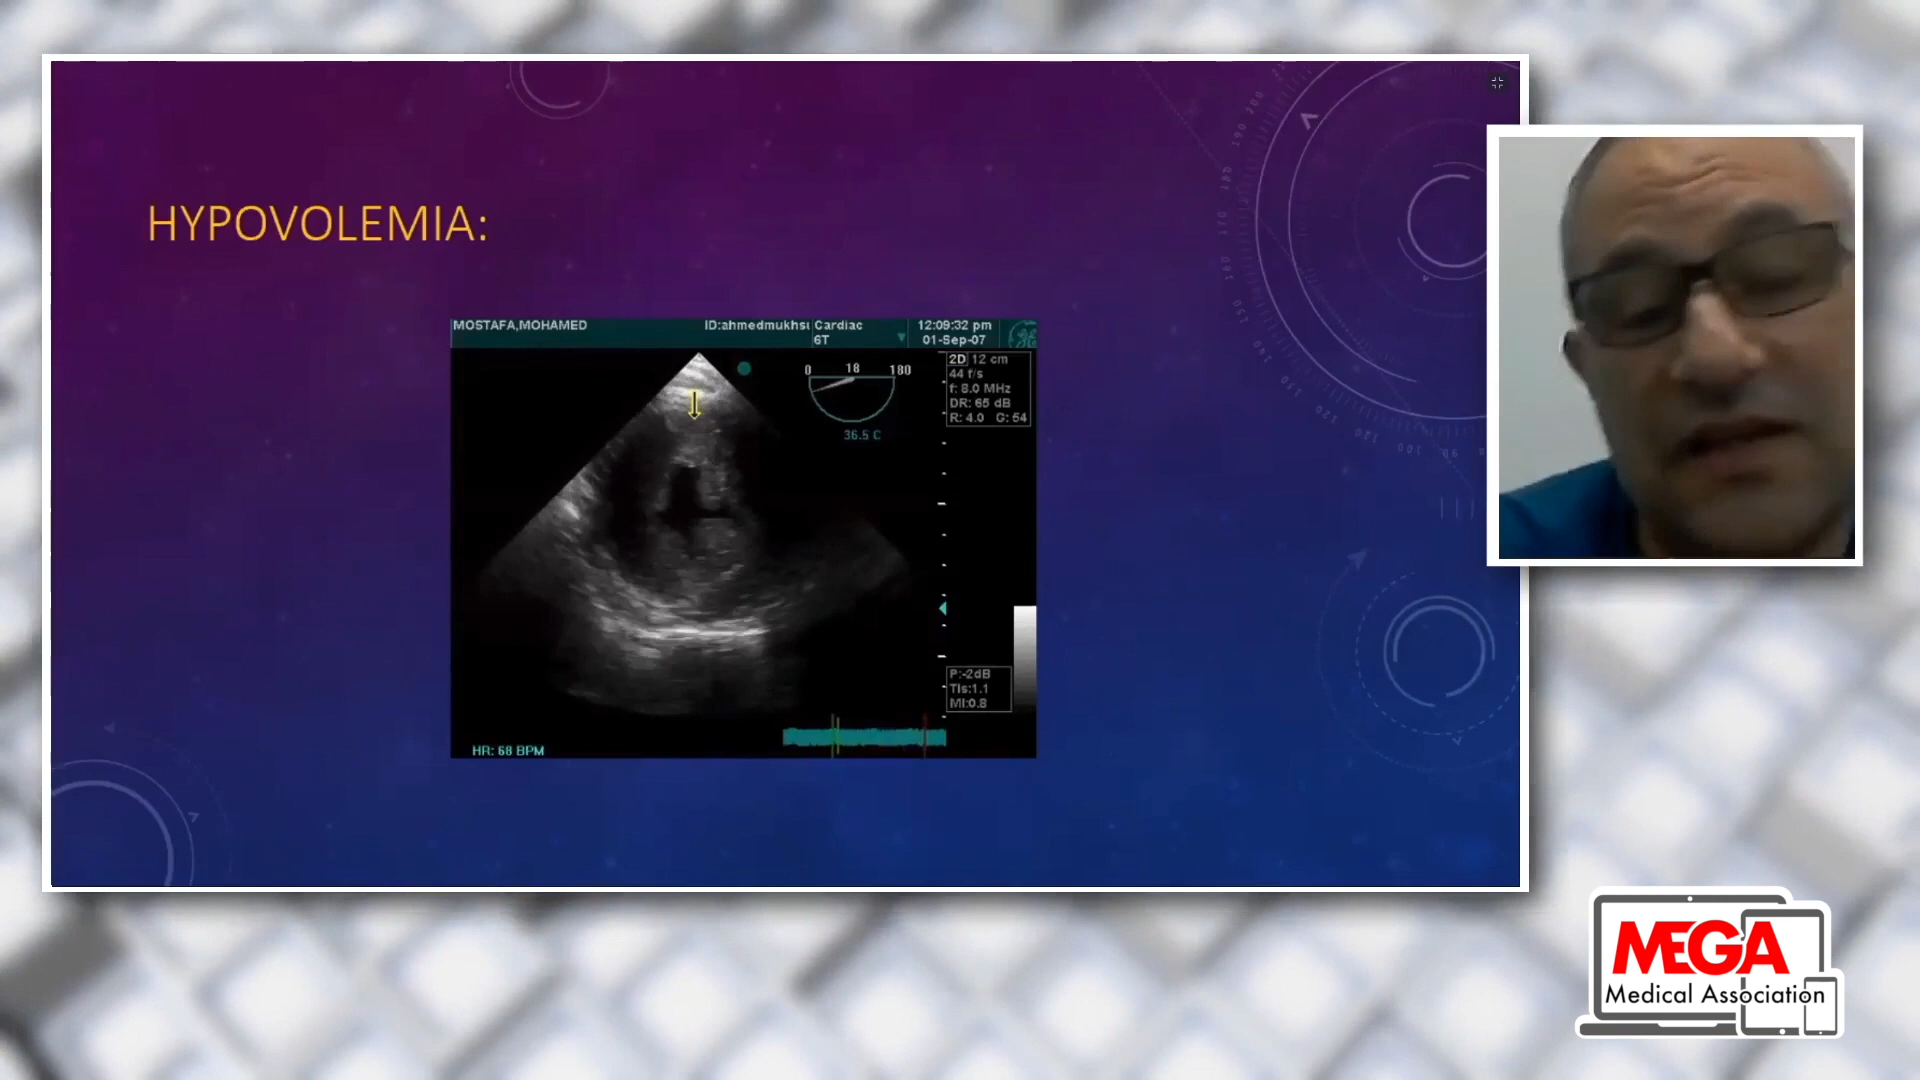 HYPOVOLEMIA:
MOSTAFA,MOHAMED
ID:ahmedmukhsu
Cardiac
6T
12:09:32 pm
01-Sep-07
0 18 180
36.5 C
2D 12 cm
44 f/s
f: 8.0 MHz
DR: 65 dB
R: 4.0 G: 54
P:-2dB
TIs:1.1
MI:0.8
HR: 68 BPM
MEGA
Medical Association